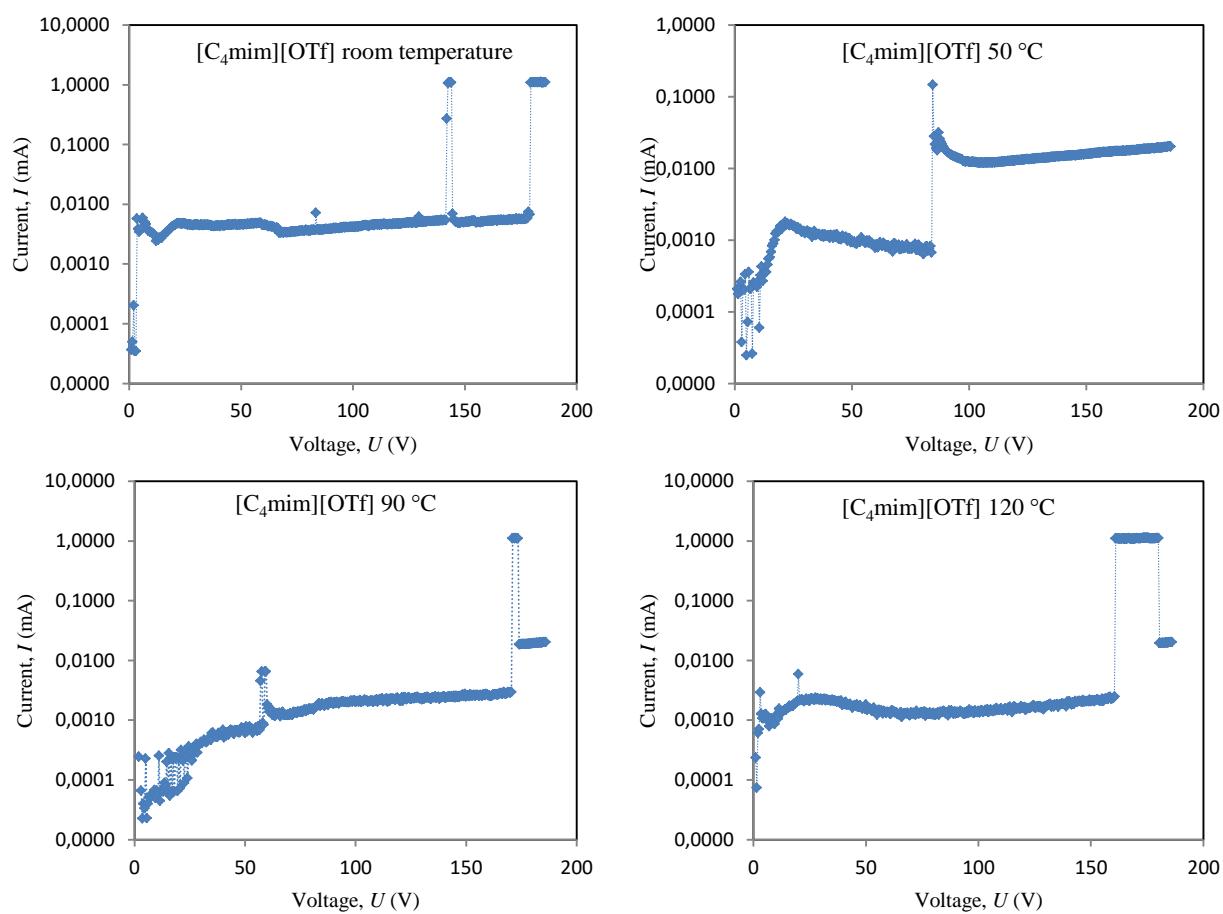 [C₄mim][OTf] room temperature
10,0000
1,0000
0,1000
0,0100
0,0010
0,0001
0,0000
Current, I (mA)
0 50 100 150 200
Voltage, U (V)
[C₄mim][OTf] 50 °C
1,0000
0,1000
0,0100
0,0010
0,0001
0,0000
Current, I (mA)
0 50 100 150 200
Voltage, U (V)
[C₄mim][OTf] 90 °C
10,0000
1,0000
0,1000
0,0100
0,0010
0,0001
0,0000
Current, I (mA)
0 50 100 150 200
Voltage, U (V)
[C₄mim][OTf] 120 °C
10,0000
1,0000
0,1000
0,0100
0,0010
0,0001
0,0000
Current, I (mA)
0 50 100 150 200
Voltage, U (V)